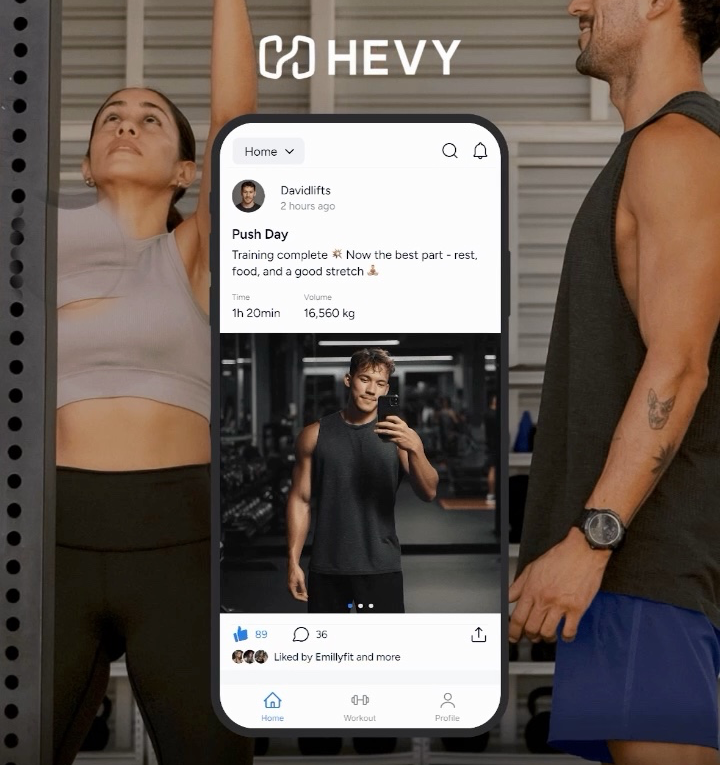 HEVY
Home
Davidlifts
2 hours ago
Push Day
Training complete 💥 Now the best part - rest,
food, and a good stretch 🧘🏽
Time Volume
1h 20min 16,560 kg
89 36
Liked by Emillyfit and more
Home Workout Profile